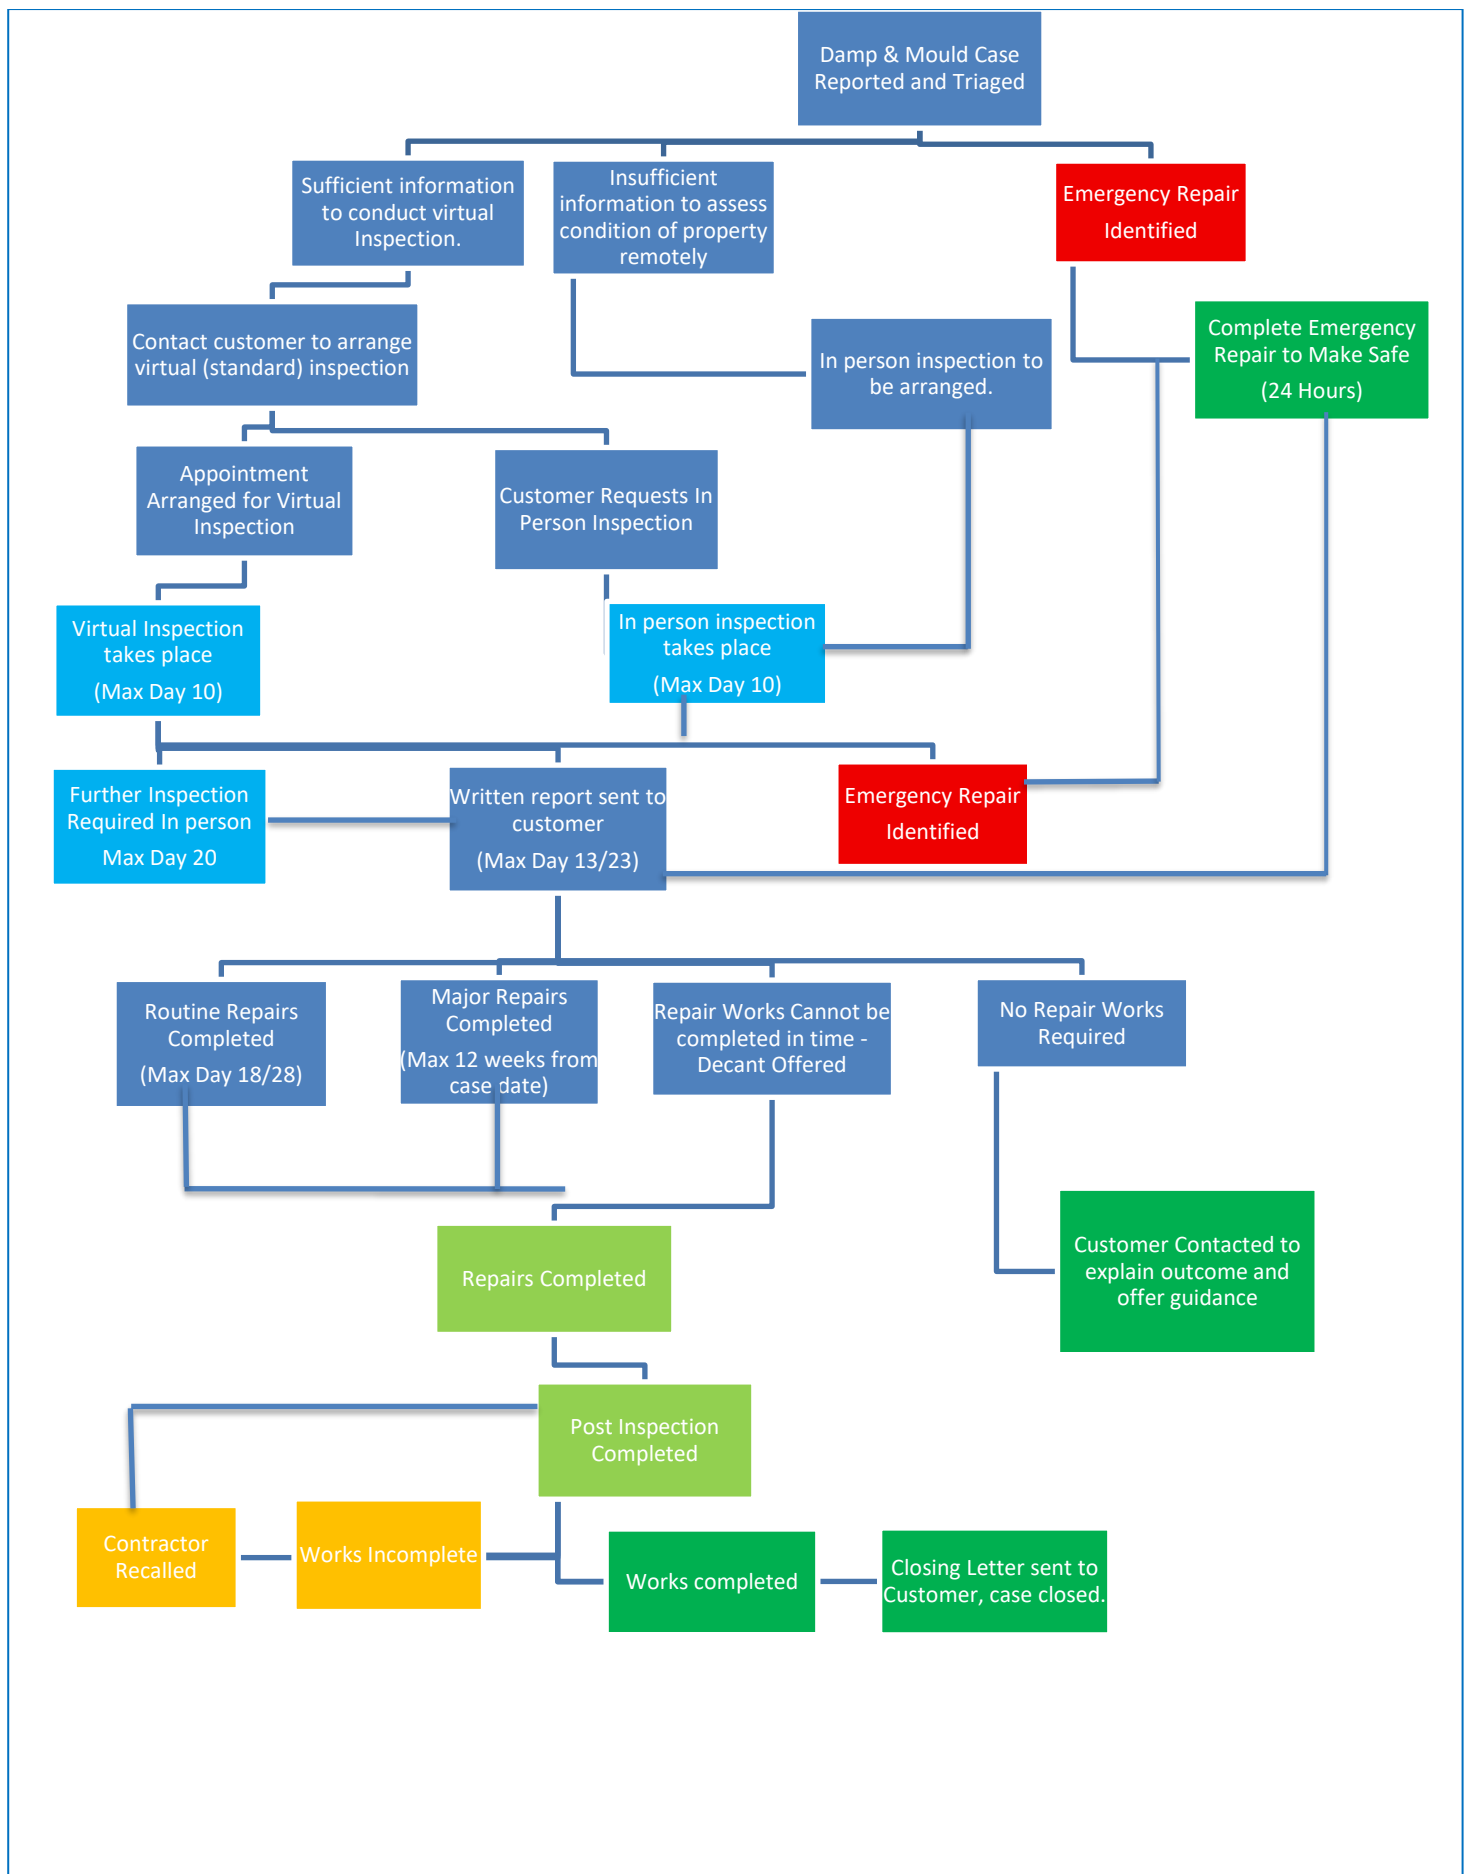 Damp & Mould Case
Reported and Triaged
Sufficient information
to conduct virtual
Inspection.
Insufficient
information to assess
condition of property
remotely
Emergency Repair
Identified
Contact customer to arrange
virtual (standard) inspection
In person inspection to
be arranged.
Complete Emergency
Repair to Make Safe
(24 Hours)
Appointment
Arranged for Virtual
Inspection
Customer Requests In
Person Inspection
Virtual Inspection
takes place
(Max Day 10)
In person inspection
takes place
(Max Day 10)
Further Inspection
Required In person
Max Day 20
Written report sent to
customer
(Max Day 13/23)
Emergency Repair
Identified
Routine Repairs
Completed
(Max Day 18/28)
Major Repairs
Completed
(Max 12 weeks from
case date)
Repair Works Cannot be
completed in time -
Decant Offered
No Repair Works
Required
Customer Contacted to
explain outcome and
offer guidance
Repairs Completed
Post Inspection
Completed
Contractor
Recalled
Works Incomplete
Works completed
Closing Letter sent to
Customer, case closed.